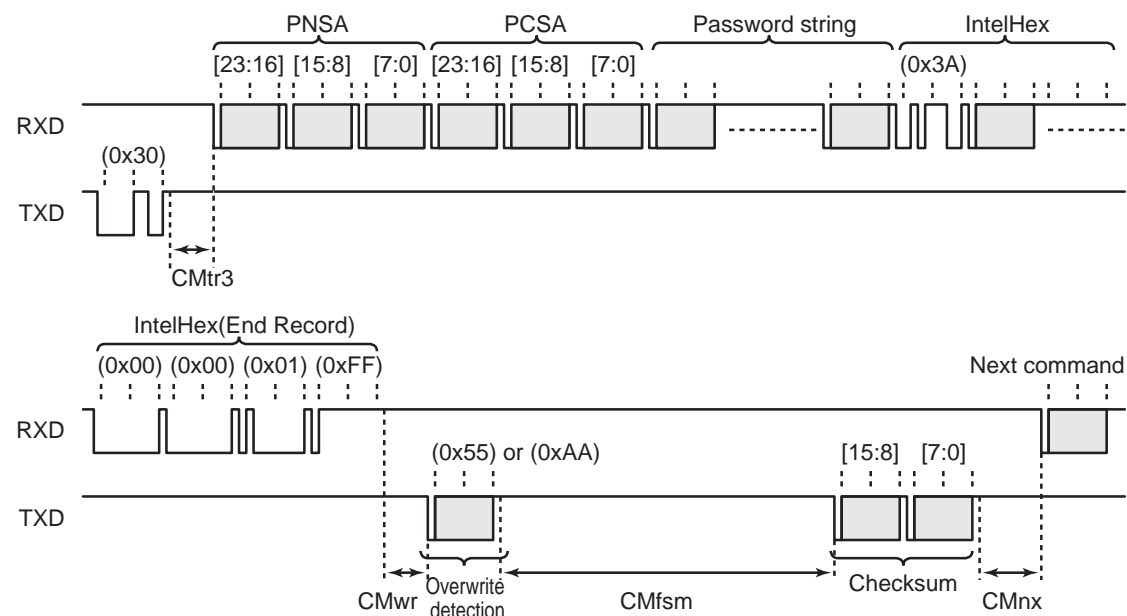 PNSA PCSA Password string IntelHex
[23:16] [15:8] [7:0] [23:16] [15:8] [7:0] (0x3A)
RXD
(0x30)
TXD
CMtr3
IntelHex(End Record)
(0x00) (0x00) (0x01) (0xFF) Next command
RXD
(0x55) or (0xAA) [15:8] [7:0]
TXD
CMwr Overwrite detection CMfsm Checksum CMnx